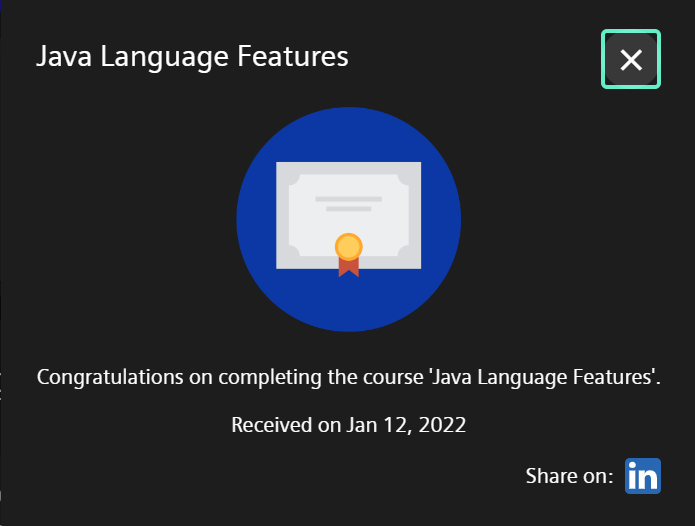 Java Language Features
Congratulations on completing the course 'Java Language Features'.
Received on Jan 12, 2022
Share on: in